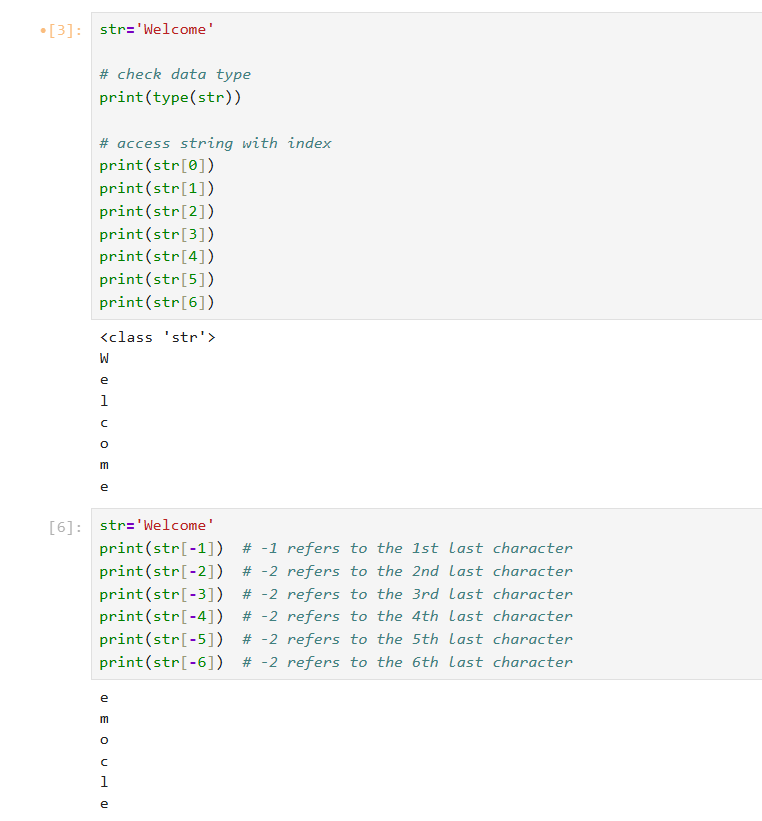 •[3]: str='Welcome'
# check data type
print(type(str))
# access string with index
print(str[0])
print(str[1])
print(str[2])
print(str[3])
print(str[4])
print(str[5])
print(str[6])
<class 'str'>
W
e
l
c
o
m
e
[6]: str='Welcome'
print(str[-1])  # -1 refers to the 1st last character
print(str[-2])  # -2 refers to the 2nd last character
print(str[-3])  # -2 refers to the 3rd last character
print(str[-4])  # -2 refers to the 4th last character
print(str[-5])  # -2 refers to the 5th last character
print(str[-6])  # -2 refers to the 6th last character
e
m
o
c
l
e